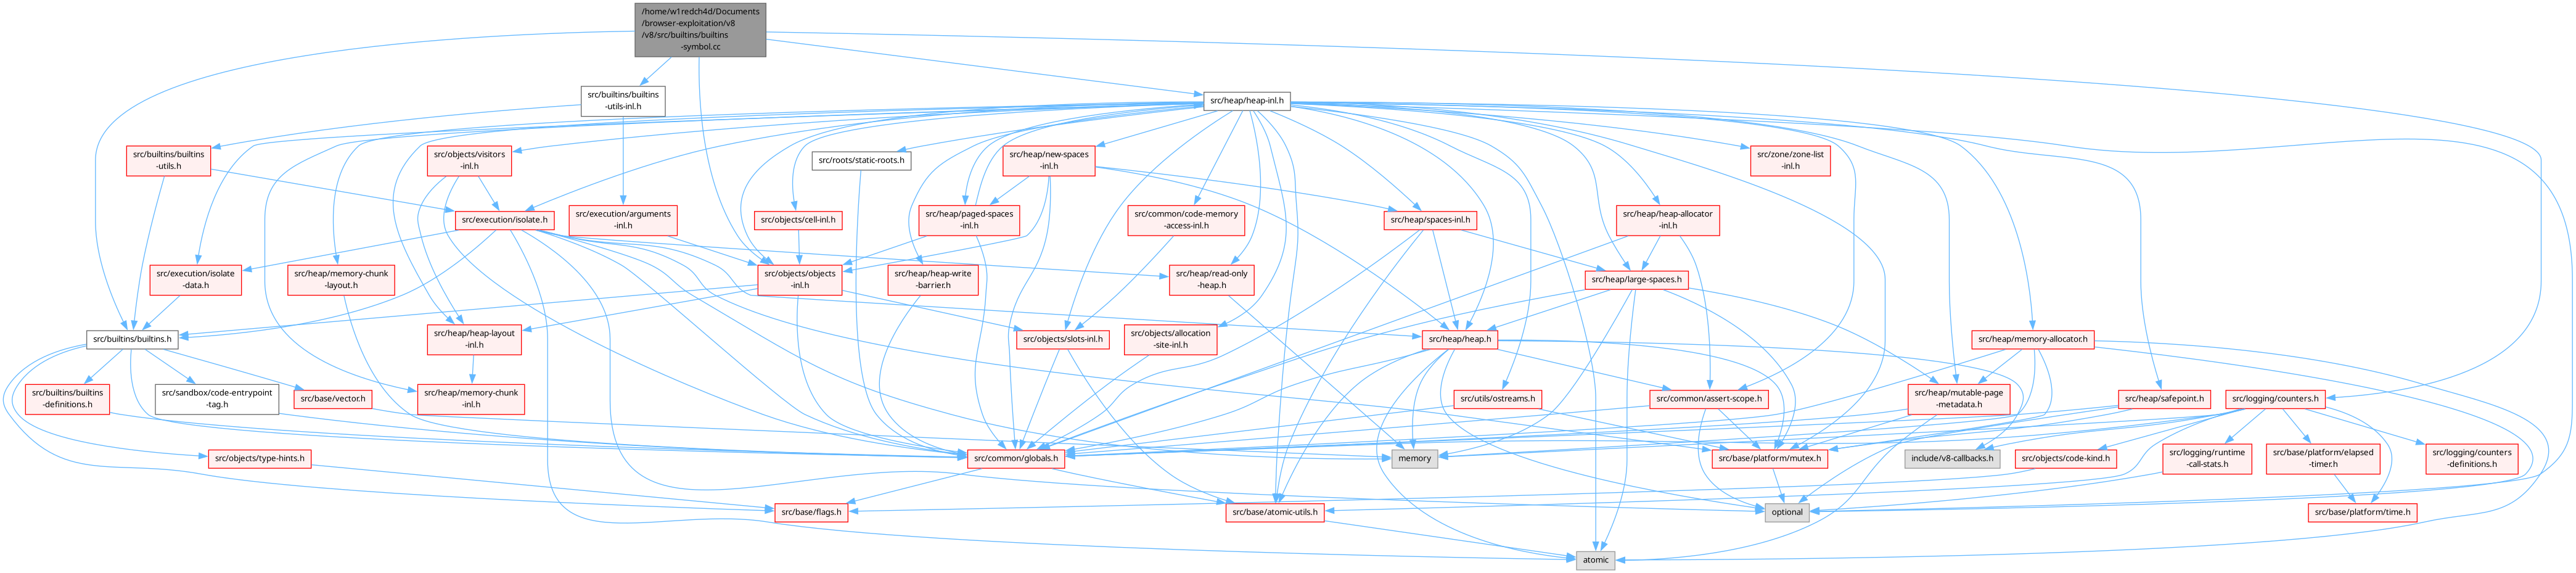 /home/w1redch4d/Documents
/browser-exploitation/v8
/v8/src/builtins/builtins
-symbol.cc
src/builtins/builtins
-utils-inl.h
src/heap/heap-inl.h
src/builtins/builtins
-utils.h
src/objects/visitors
-inl.h
src/roots/static-roots.h
src/heap/new-spaces
-inl.h
src/zone/zone-list
-inl.h
src/execution/isolate.h
src/execution/arguments
-inl.h
src/objects/cell-inl.h
src/heap/paged-spaces
-inl.h
src/common/code-memory
-access-inl.h
src/heap/spaces-inl.h
src/heap/heap-allocator
-inl.h
src/execution/isolate
-data.h
src/heap/memory-chunk
-layout.h
src/objects/objects
-inl.h
src/heap/heap-write
-barrier.h
src/heap/read-only
-heap.h
src/heap/large-spaces.h
src/builtins/builtins.h
src/heap/heap-layout
-inl.h
src/objects/slots-inl.h
src/objects/allocation
-site-inl.h
src/heap/heap.h
src/heap/memory-allocator.h
src/builtins/builtins
-definitions.h
src/sandbox/code-entrypoint
-tag.h
src/base/vector.h
src/heap/memory-chunk
-inl.h
src/utils/ostreams.h
src/common/assert-scope.h
src/heap/mutable-page
-metadata.h
src/heap/safepoint.h
src/logging/counters.h
src/objects/type-hints.h
src/common/globals.h
memory
src/base/platform/mutex.h
include/v8-callbacks.h
src/objects/code-kind.h
src/logging/runtime
-call-stats.h
src/base/platform/elapsed
-timer.h
src/logging/counters
-definitions.h
src/base/flags.h
src/base/atomic-utils.h
optional
src/base/platform/time.h
atomic